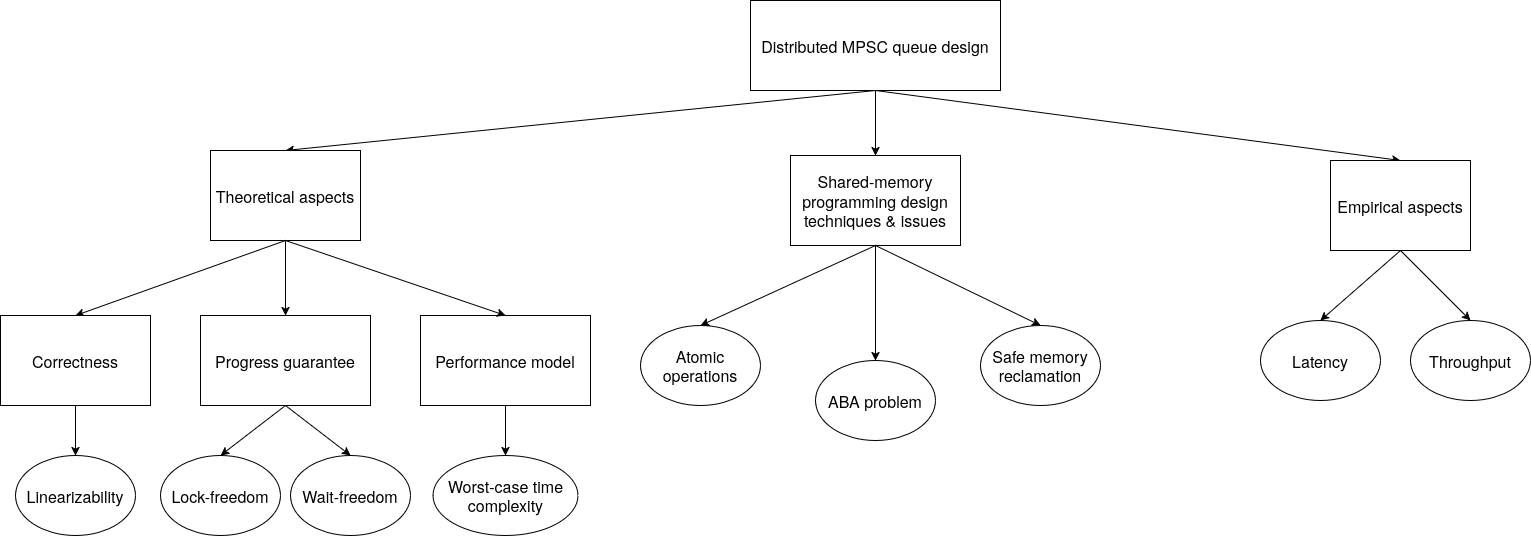 Distributed MPSC queue design
Theoretical aspects
Shared-memory
programming design
techniques & issues
Empirical aspects
Correctness
Progress guarantee
Performance model
Atomic
operations
ABA problem
Safe memory
reclamation
Latency
Throughput
Linearizability
Lock-freedom
Wait-freedom
Worst-case time
complexity